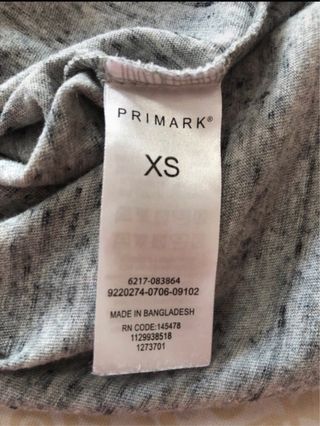 PRIMARK®
XS
6217-083864
9220274-0706-09102
MADE IN BANGLADESH
RN CODE:145478
1129938518
1273701